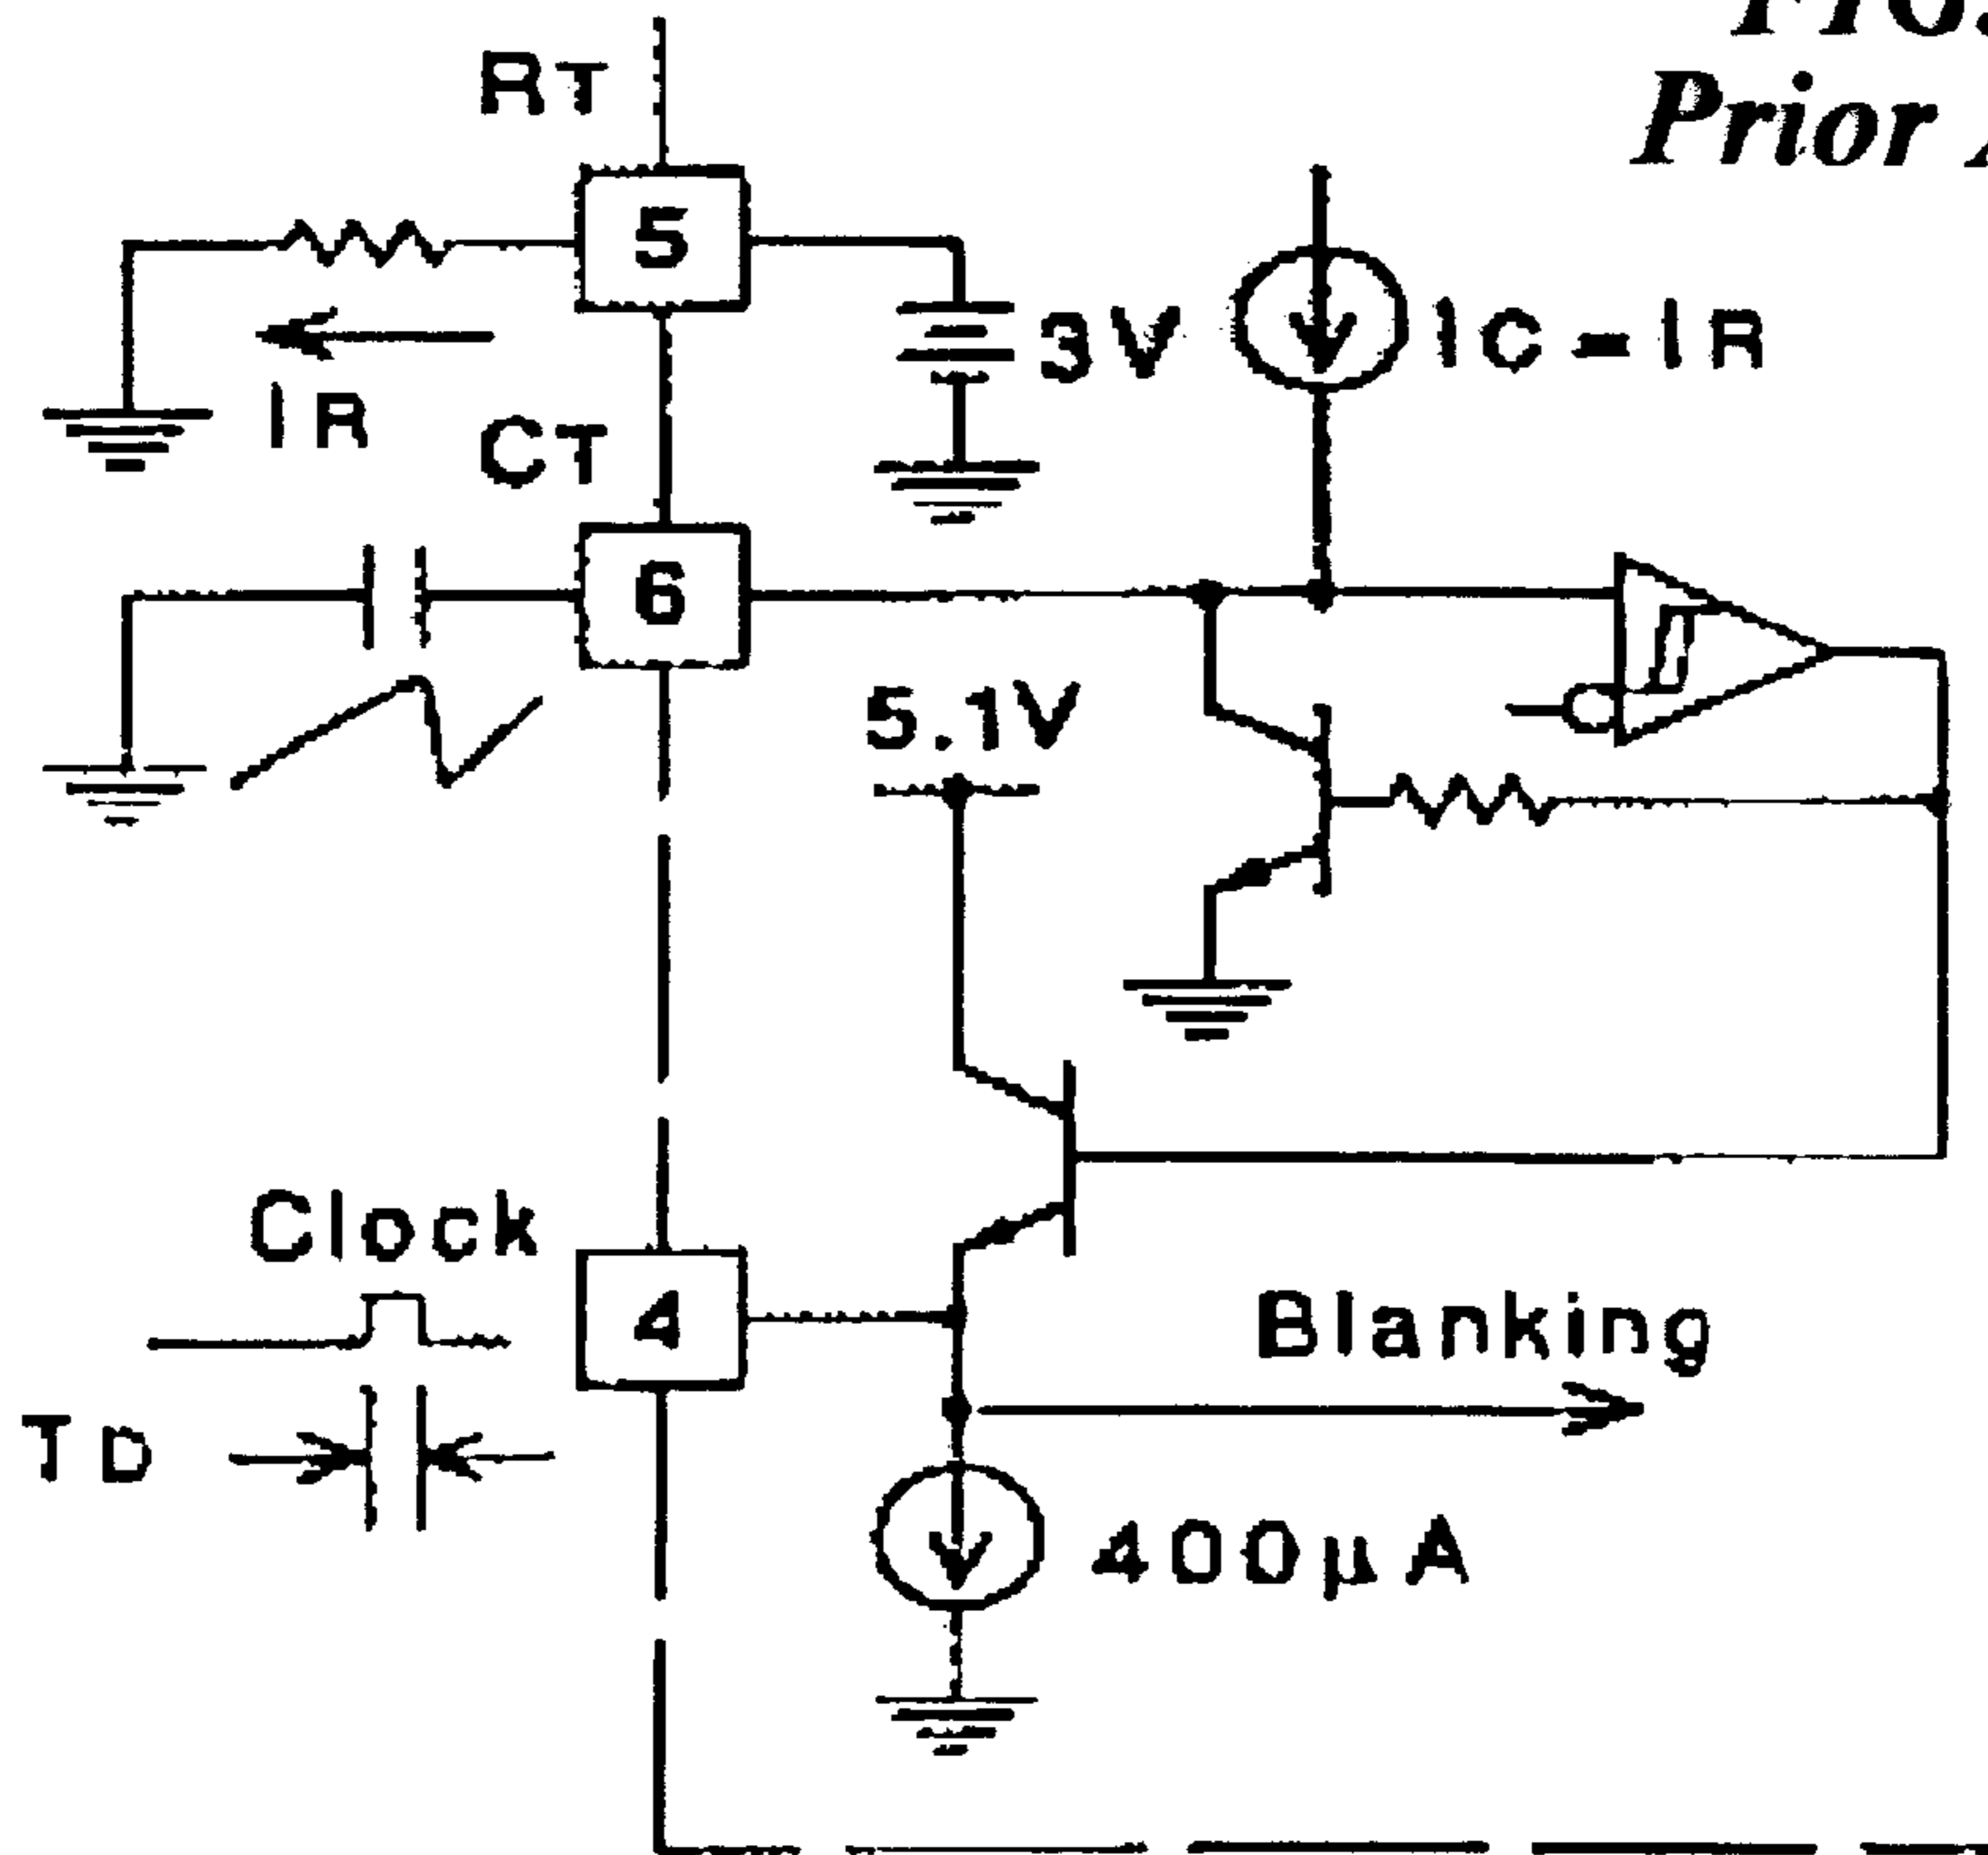 Prior
RT
5
3V
IC-IR
IR
CT
6
5.1V
Clock
4
Blanking
TD
400µA